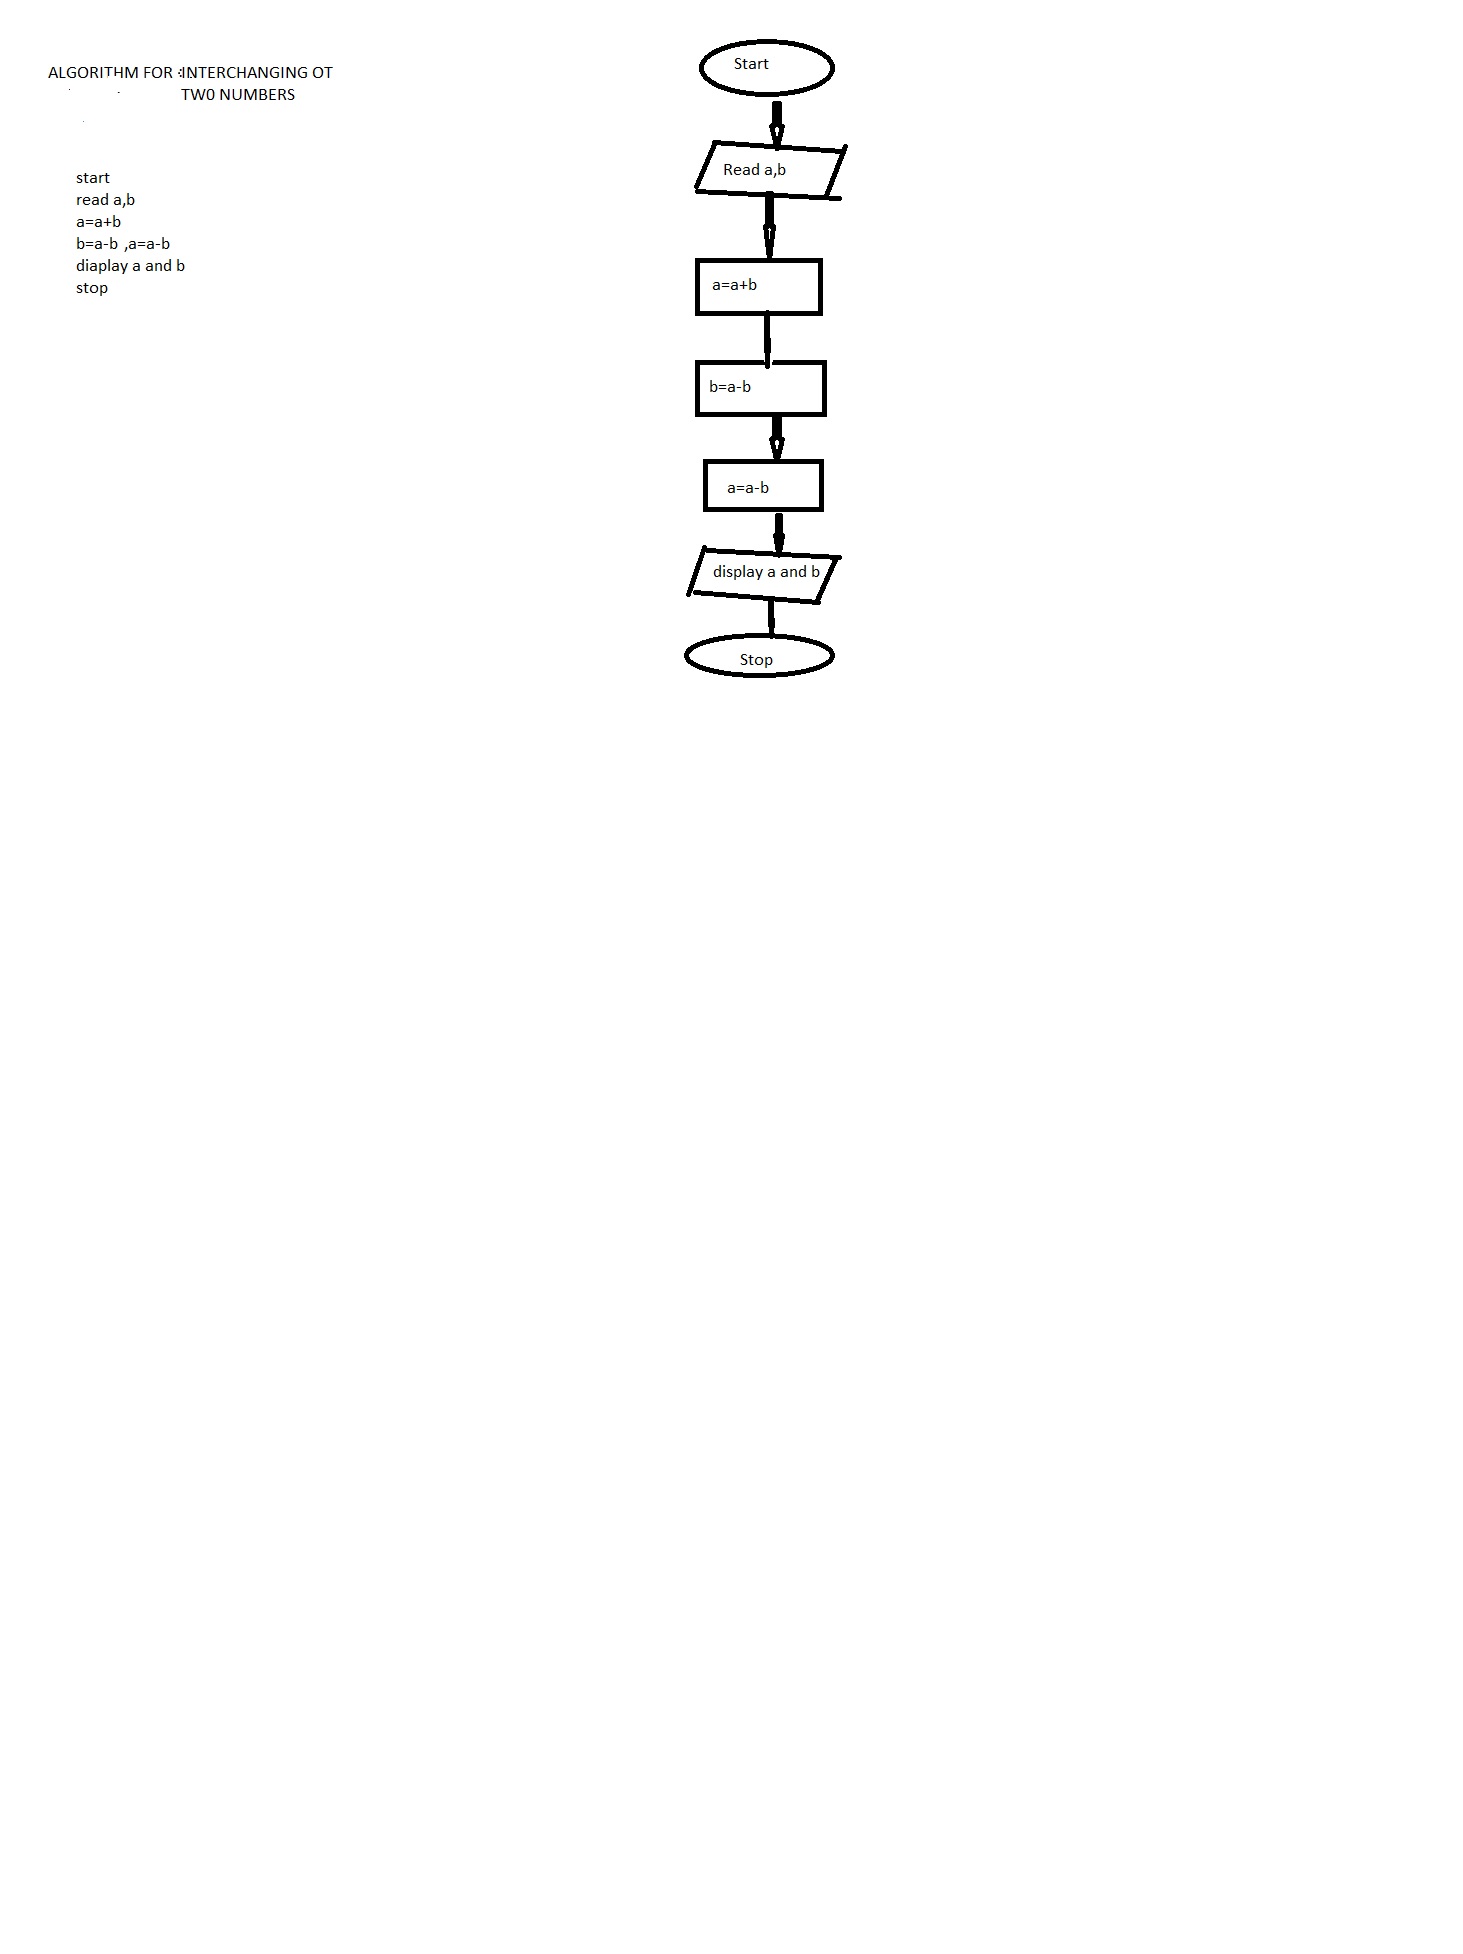 ALGORITHM FOR :INTERCHANGING OT
TW0 NUMBERS
start
read a,b
a=a+b
b=a-b ,a=a-b
diaplay a and b
stop
Start
Read a,b
a=a+b
b=a-b
a=a-b
display a and b
Stop